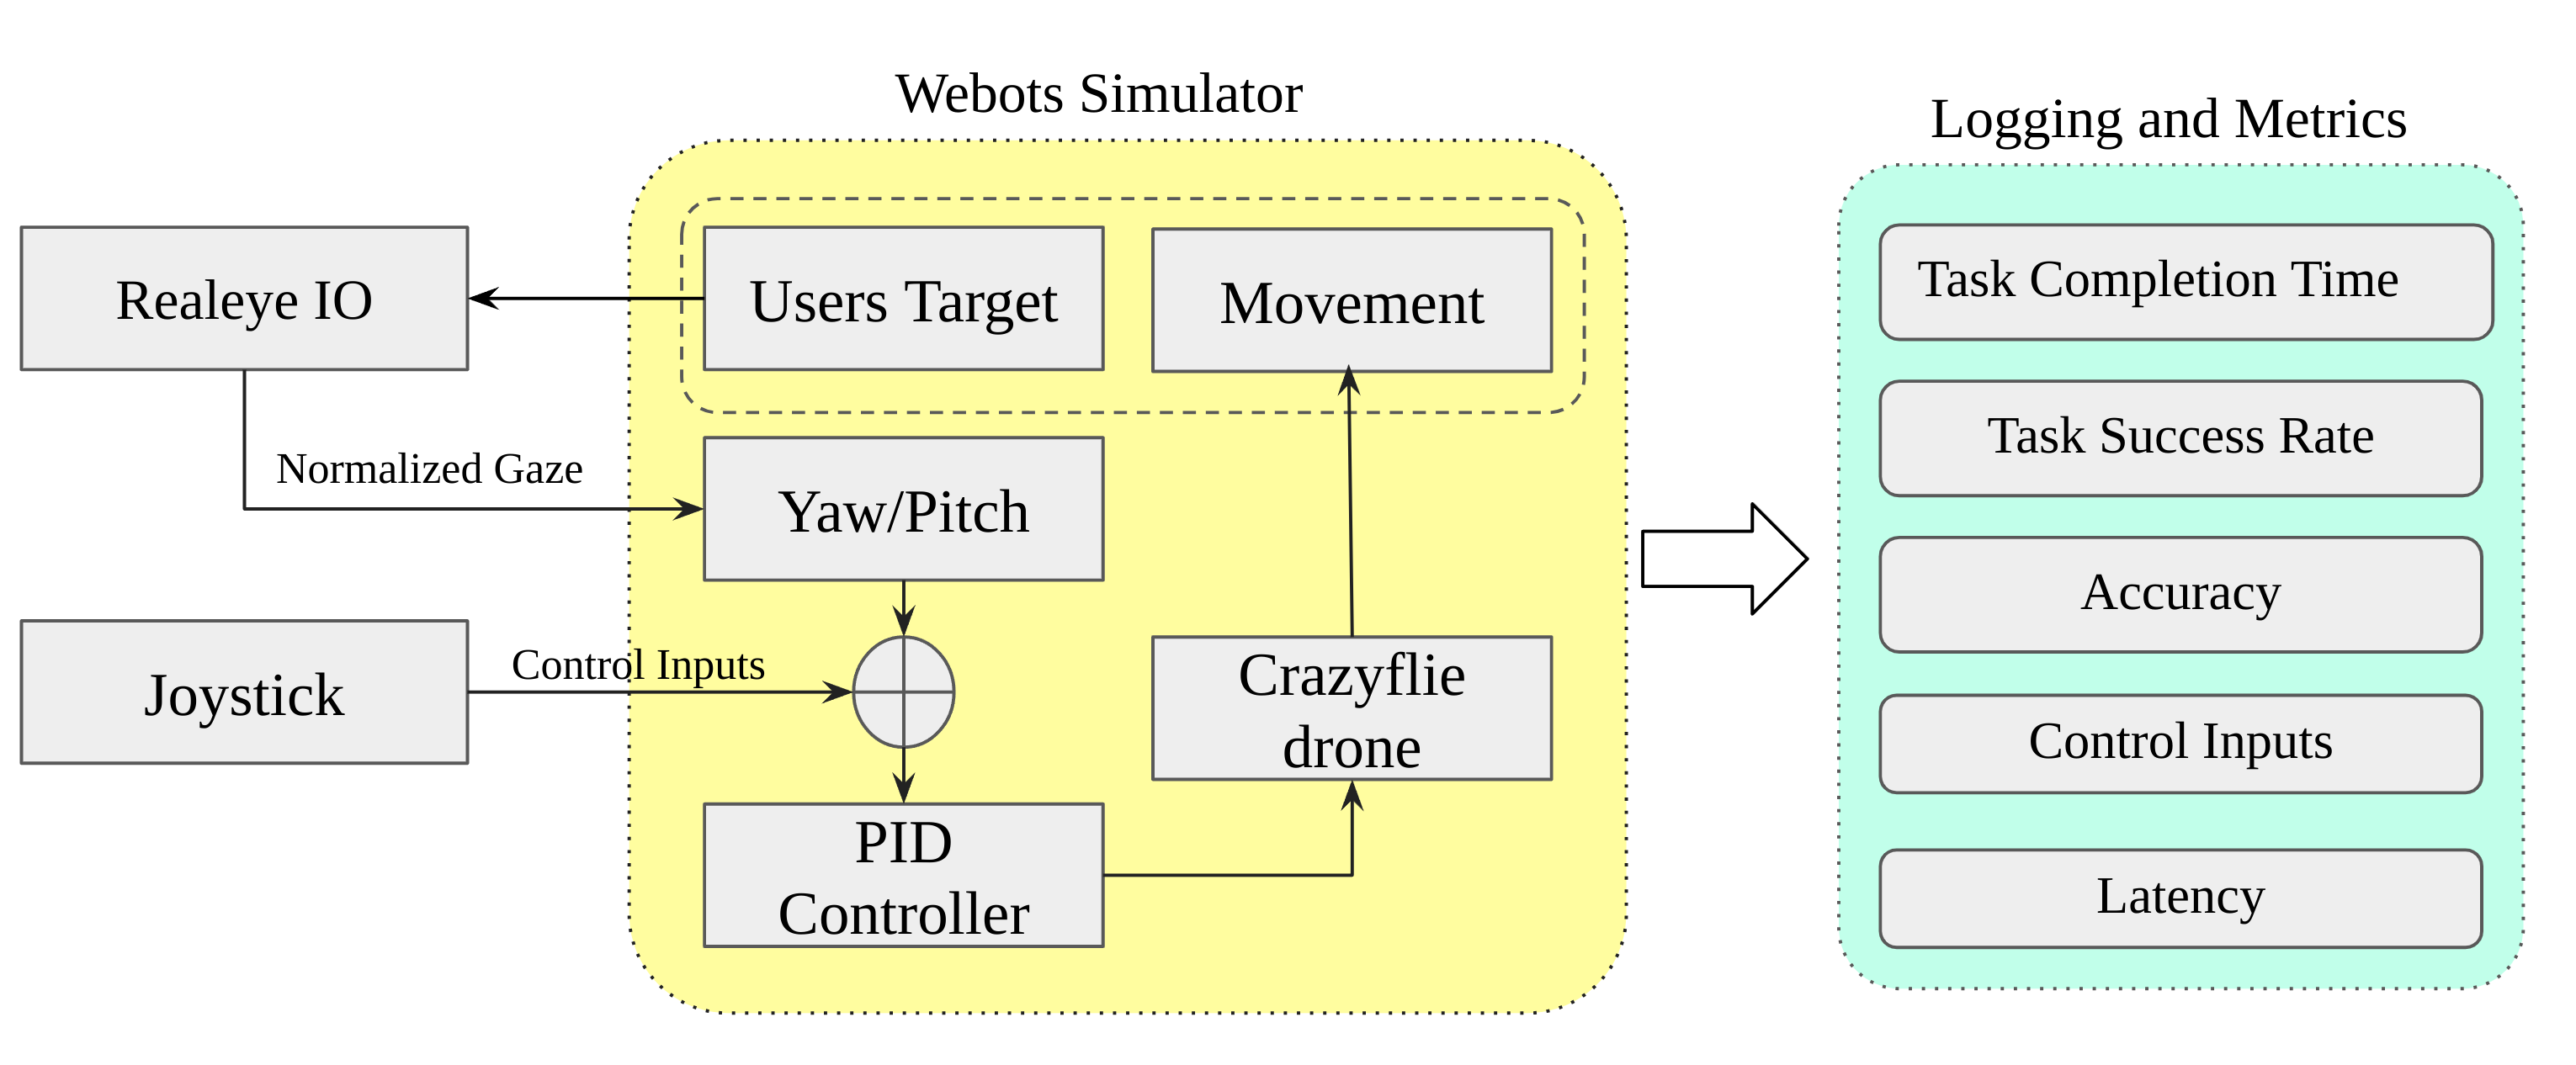 Webots Simulator
Logging and Metrics
Realeye IO
Users Target
Movement
Normalized Gaze
Yaw/Pitch
Joystick
Control Inputs
Crazyflie
drone
PID
Controller
Task Completion Time
Task Success Rate
Accuracy
Control Inputs
Latency